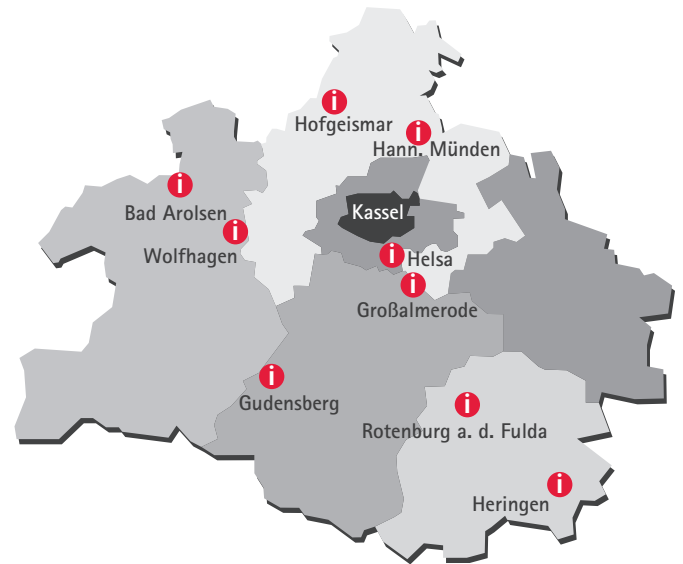 i
Hofgeismar
i
Hann. Münden
i
Bad Arolsen
Kassel
i
Wolfhagen
i
Helsa
i
Großalmerode
i
Gudensberg
i
Rotenburg a. d. Fulda
i
Heringen